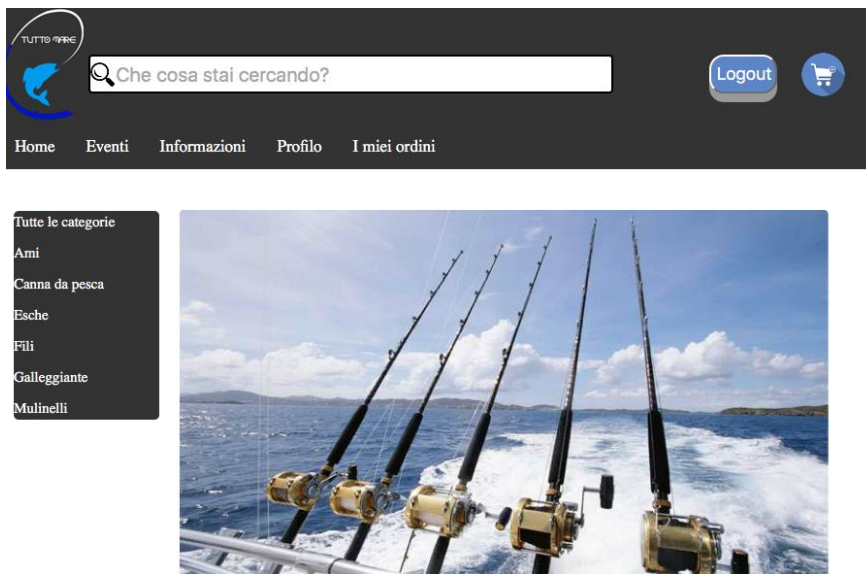 TUTTO MARE
Che cosa stai cercando?
Logout
Home Eventi Informazioni Profilo I miei ordini
Tutte le categorie
Ami
Canna da pesca
Esche
Fili
Galleggiante
Mulinelli